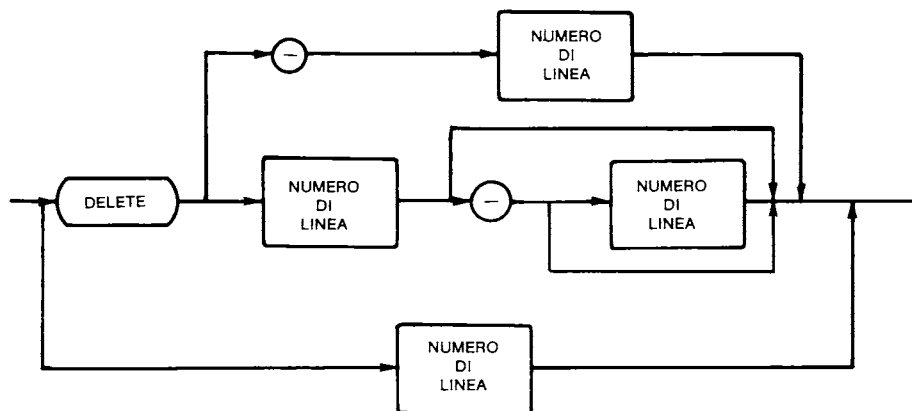 −
NUMERO
DI
LINEA
DELETE
NUMERO
DI
LINEA
−
NUMERO
DI
LINEA
NUMERO
DI
LINEA